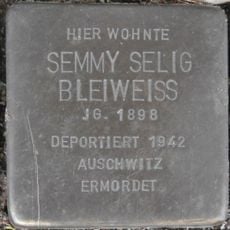 HIER WOHNTE
SEMMY SELIG
BLEIWEISS
JG. 1898
DEPORTIERT 1942
AUSCHWITZ
ERMORDET